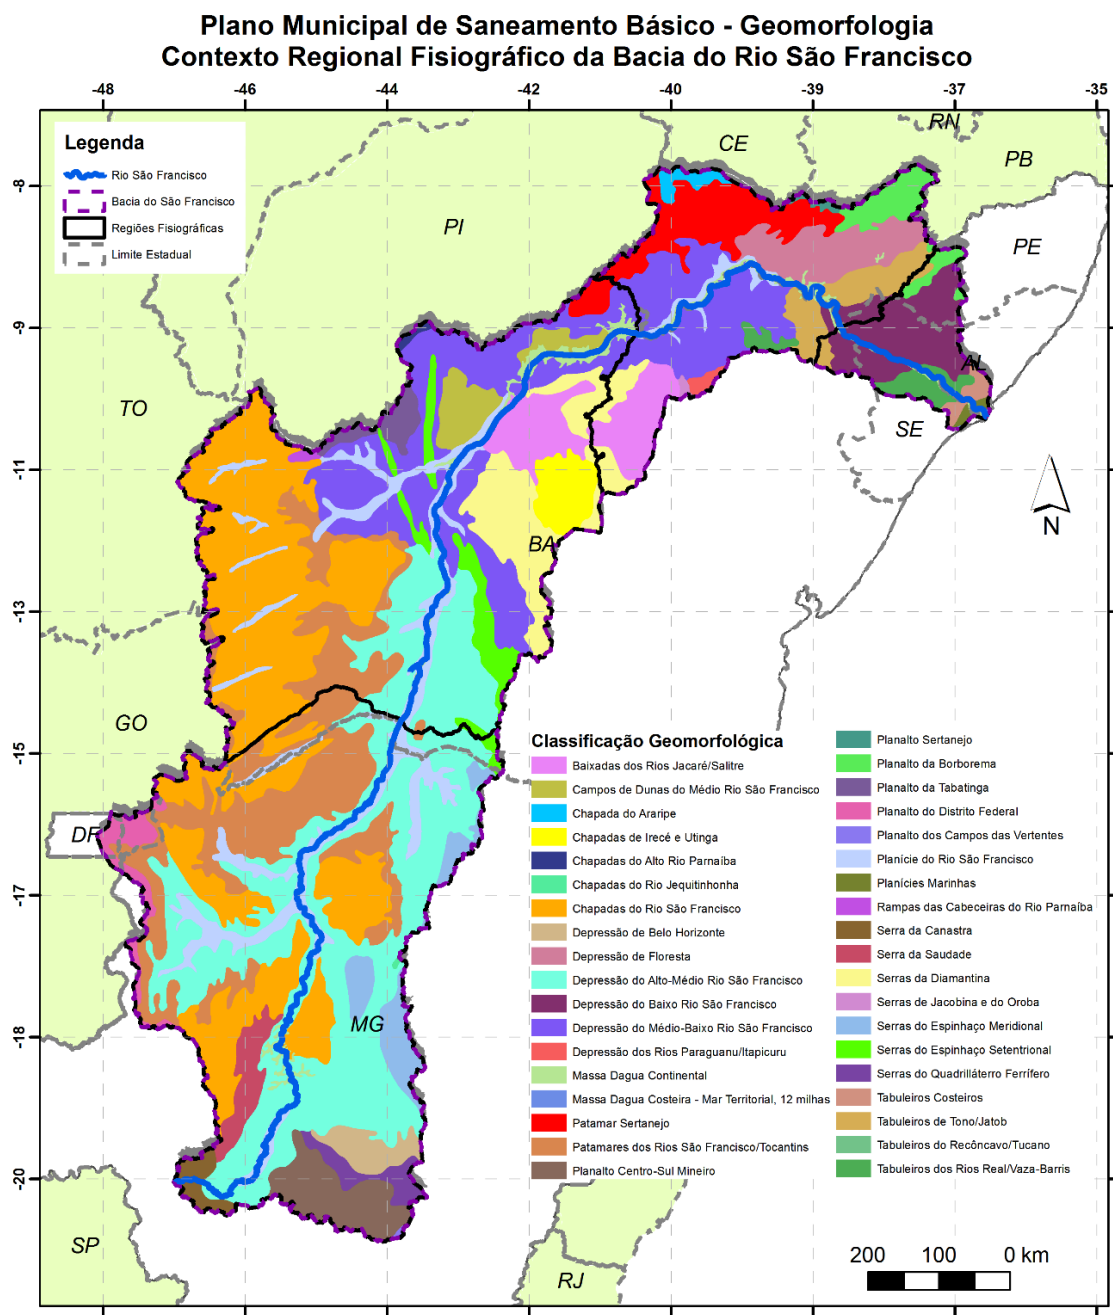 Plano Municipal de Saneamento Básico - Geomorfologia
Contexto Regional Fisiográfico da Bacia do Rio São Francisco
-48 -46 -44 -42 -40 -39 -37 -35
Legenda
Rio São Francisco
Bacia do São Francisco
Regiões Fisiográficas
Limite Estadual
RN
CE
PB
-8
PI
PE
-9
AL
TO
SE
-11
N
BA
-13
GO
-15
DF
-17
MG
-18
-20
SP
RJ
Classificação Geomorfológica
Baixadas dos Rios Jacaré/Salitre
Campos de Dunas do Médio Rio São Francisco
Chapada do Araripe
Chapadas de Irecê e Utinga
Chapadas do Alto Rio Parnaíba
Chapadas do Rio Jequitinhonha
Chapadas do Rio São Francisco
Depressão de Belo Horizonte
Depressão de Floresta
Depressão do Alto-Médio Rio São Francisco
Depressão do Baixo Rio São Francisco
Depressão do Médio-Baixo Rio São Francisco
Depressão dos Rios Paraguanu/Itapicuru
Massa Dagua Continental
Massa Dagua Costeira - Mar Territorial, 12 milhas
Patamar Sertanejo
Patamares dos Rios São Francisco/Tocantins
Planalto Centro-Sul Mineiro
Planalto Sertanejo
Planalto da Borborema
Planalto da Tabatinga
Planalto do Distrito Federal
Planalto dos Campos das Vertentes
Planície do Rio São Francisco
Planícies Marinhas
Rampas das Cabeceiras do Rio Parnaíba
Serra da Canastra
Serra da Saudade
Serras da Diamantina
Serras de Jacobina e do Oroba
Serras do Espinhaço Meridional
Serras do Espinhaço Setentrional
Serras do Quadrilláterro Ferrífero
Tabuleiros Costeiros
Tabuleiros de Tono/Jatob
Tabuleiros do Recôncavo/Tucano
Tabuleiros dos Rios Real/Vaza-Barris
200 100 0 km